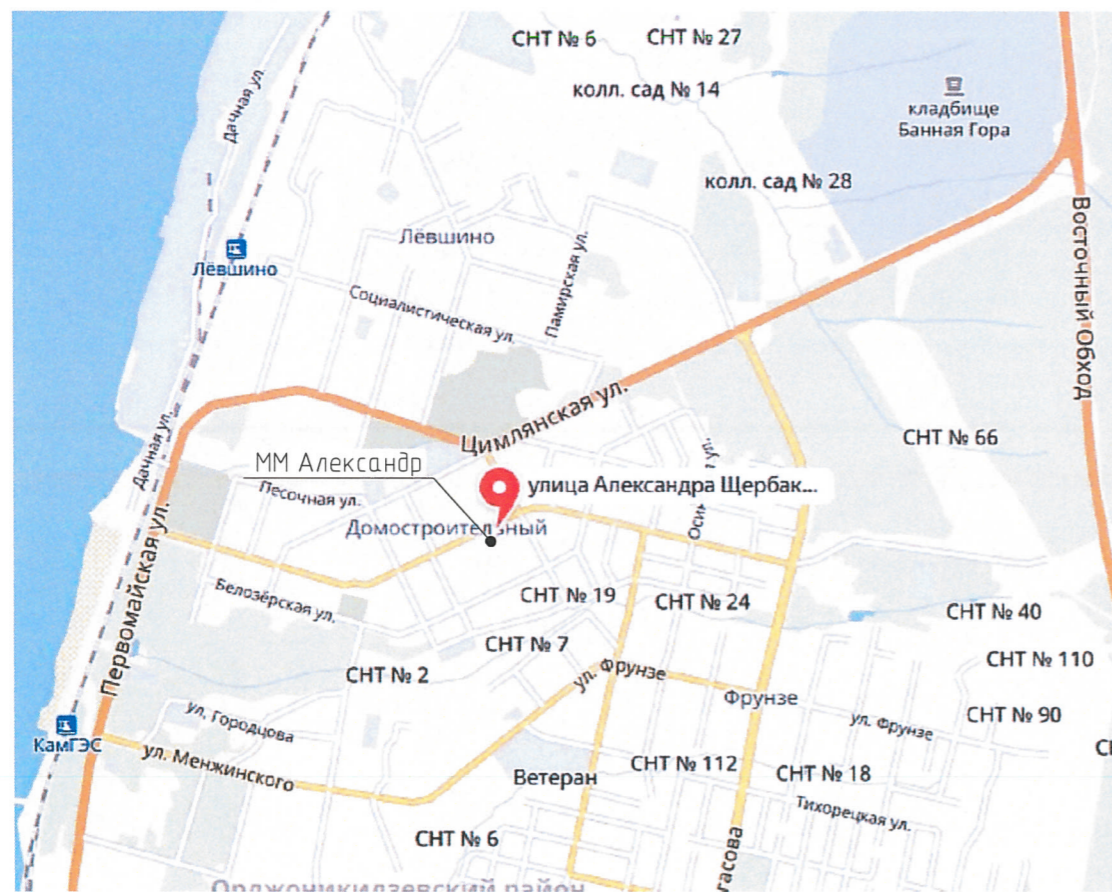 СНТ № 6
СНТ № 27
Дачная ул.
колл. сад № 14
кладбище
Банная Гора
колл. сад № 28
Восточный Обход
Лёвшино
Лёвшино
Памирская ул.
Социалистическая ул.
Цимлянская ул.
Дачная ул.
СНТ № 66
ММ Александр
Песочная ул.
улица Александра Щербак...
Домостроительный
Первомайская ул.
Белозёрская ул.
СНТ № 19
СНТ № 24
СНТ № 40
СНТ № 7
СНТ № 110
СНТ № 2
ул. Фрунзе
Фрунзе
ул. Фрунзе
СНТ № 90
ул. Городцова
КамГЭС
ул. Менжинского
Ветеран
СНТ № 112
СНТ № 18
Тихорецкая ул.
СНТ № 6
Орджоникидзевский район